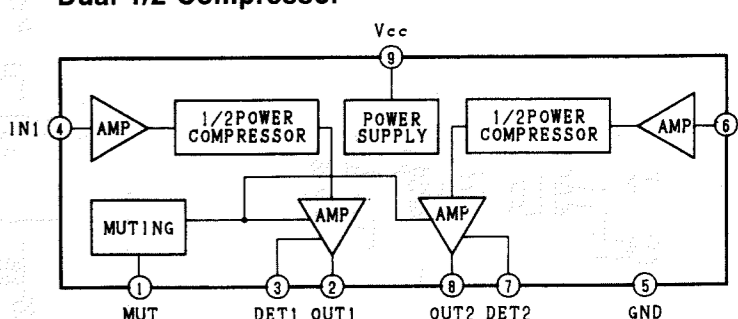 Dual 1/2 Compressor
Vcc
9
IN1 4 AMP 1/2POWER COMPRESSOR POWER SUPPLY 1/2POWER COMPRESSOR AMP 6
MUTING AMP AMP
1 3 2 8 7 5
MUT DET1 OUT1 OUT2 DET2 GND